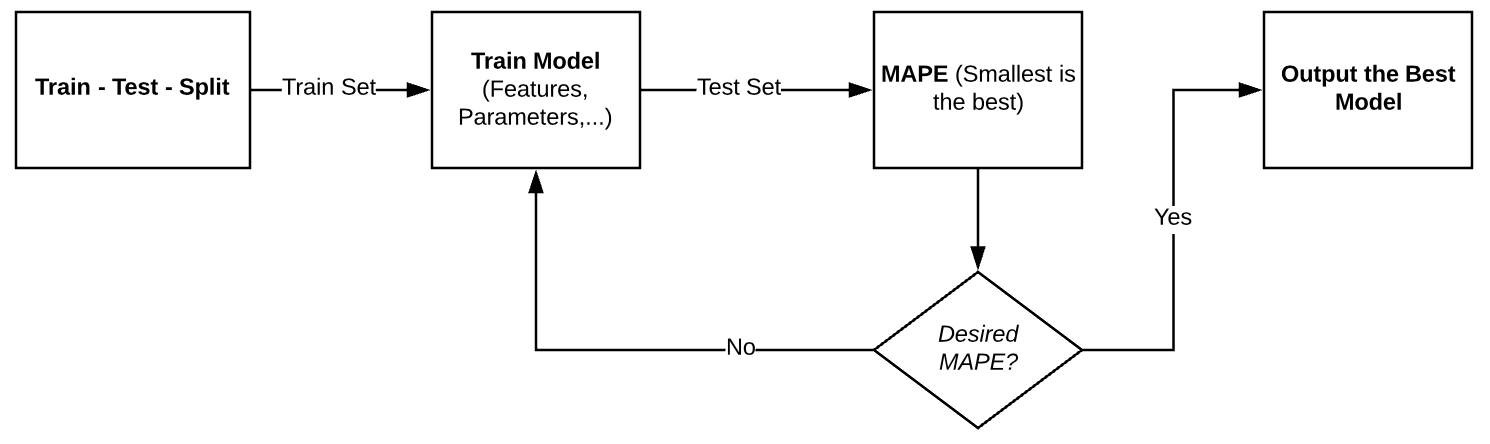 Train - Test - Split
Train Set
Train Model
(Features,
Parameters,...)
Test Set
MAPE (Smallest is
the best)
Output the Best
Model
Yes
Desired
MAPE?
No